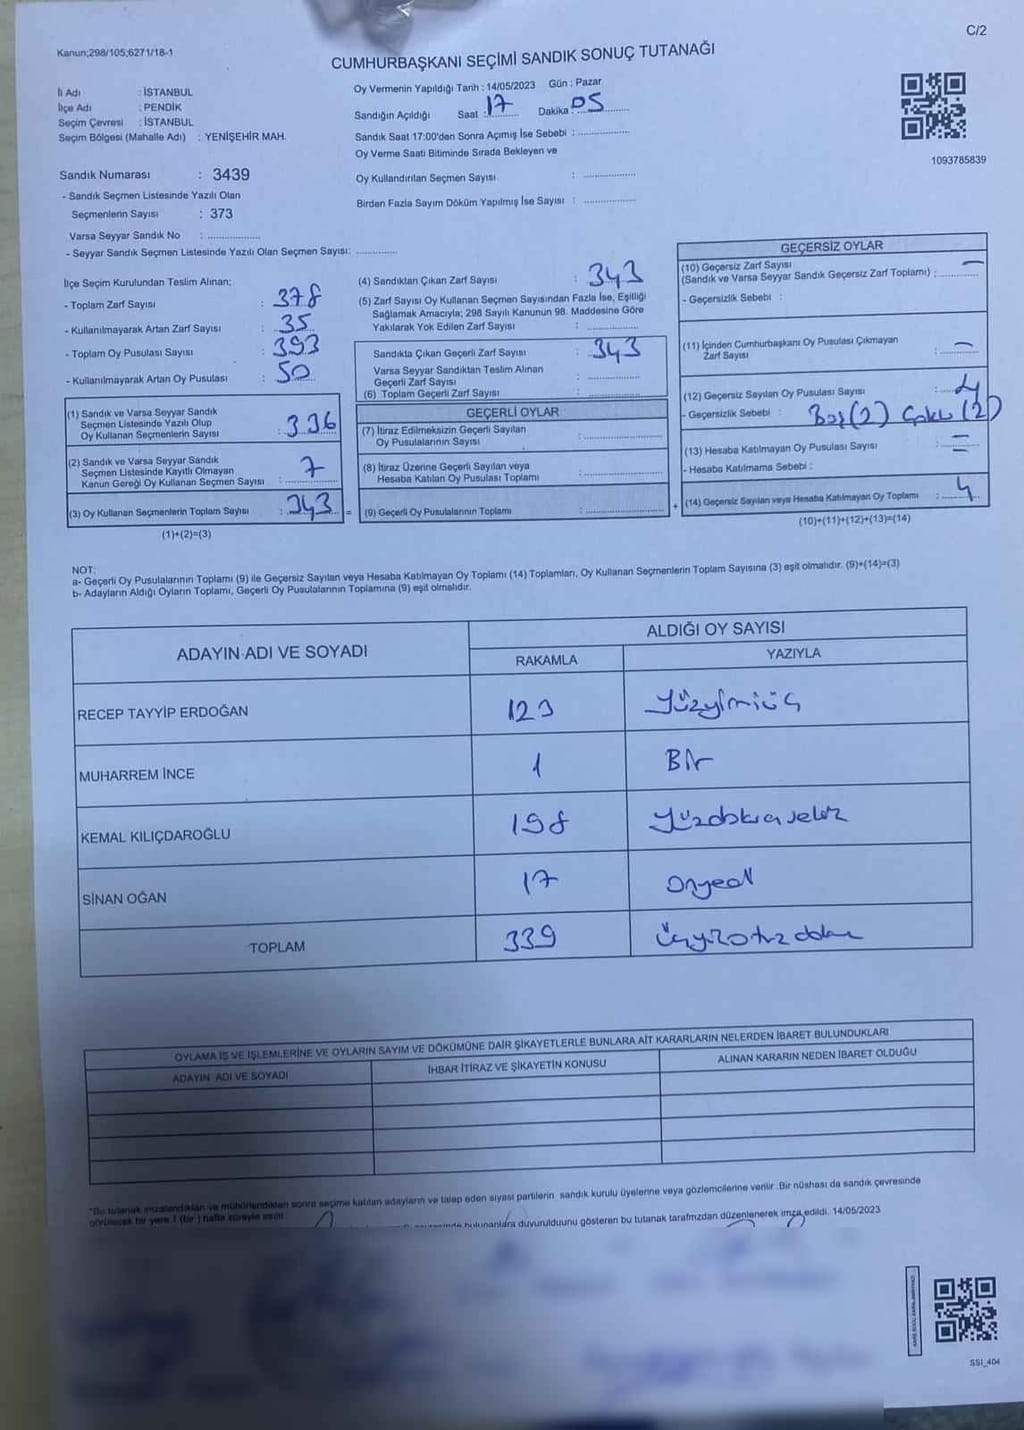 C/2
Kanun;298/105;6271/18-1
CUMHURBAŞKANI SEÇİMİ SANDIK SONUÇ TUTANAĞI
İl Adı : İSTANBUL
İlçe Adı : PENDİK
Seçim Çevresi : İSTANBUL
Seçim Bölgesi (Mahalle Adı) : YENİŞEHİR MAH.
Oy Vermenin Yapıldığı Tarih : 14/05/2023 Gün : Pazar
Sandığın Açıldığı Saat : 17 Dakika : 05
Sandık Saat 17:00'den Sonra Açımış İse Sebebi :
Oy Verme Saati Bitiminde Sırada Bekleyen ve
Oy Kullandırılan Seçmen Sayısı :
Birden Fazla Sayım Döküm Yapılmış İse Sayısı :
1093785839
Sandık Numarası : 3439
- Sandık Seçmen Listesinde Yazılı Olan
Seçmenlerin Sayısı : 373
Varsa Seyyar Sandık No :
- Seyyar Sandık Seçmen Listesinde Yazılı Olan Seçmen Sayısı:
İlçe Seçim Kurulundan Teslim Alınan:
- Toplam Zarf Sayısı : 378
- Kullanılmayarak Artan Zarf Sayısı : 35
- Toplam Oy Pusulası Sayısı : 393
- Kullanılmayarak Artan Oy Pusulası : 50
(1) Sandık ve Varsa Seyyar Sandık
Seçmen Listesinde Yazılı Olup
Oy Kullanan Seçmenlerin Sayısı : 336
(2) Sandık ve Varsa Seyyar Sandık
Seçmen Listesinde Kayıtlı Olmayan
Kanun Gereği Oy Kullanan Seçmen Sayısı : 7
(3) Oy Kullanan Seçmenlerin Toplam Sayısı : 343 =
(1)+(2)=(3)
(4) Sandıktan Çıkan Zarf Sayısı : 343
(5) Zarf Sayısı Oy Kullanan Seçmen Sayısından Fazla İse, Eşitliği
Sağlamak Amacıyla; 298 Sayılı Kanunun 98. Maddesine Göre
Yakılarak Yok Edilen Zarf Sayısı :
Sandıkta Çıkan Geçerli Zarf Sayısı : 343
Varsa Seyyar Sandıktan Teslim Alınan
Geçerli Zarf Sayısı :
(6) Toplam Geçerli Zarf Sayısı :
GEÇERLİ OYLAR
(7) İtiraz Edilmeksizin Geçerli Sayılan
Oy Pusulalarının Sayısı :
(8) İtiraz Üzerine Geçerli Sayılan veya
Hesaba Katılan Oy Pusulası Toplamı :
(9) Geçerli Oy Pusulalarının Toplamı : +
GEÇERSİZ OYLAR
(10) Geçersiz Zarf Sayısı
(Sandık ve Varsa Seyyar Sandık Geçersiz Zarf Toplamı) : -
- Geçersizlik Sebebi :
(11) İçinden Cumhurbaşkanı Oy Pusulası Çıkmayan
Zarf Sayısı : -
(12) Geçersiz Sayılan Oy Pusulası Sayısı : 4
- Geçersizlik Sebebi : Boş(2) Çoklu (2)
(13) Hesaba Katılmayan Oy Pusulası Sayısı : -
- Hesaba Katılmama Sebebi : -
(14) Geçersiz Sayılan veya Hesaba Katılmayan Oy Toplamı : 4
(10)+(11)+(12)+(13)=(14)
NOT:
a- Geçerli Oy Pusulalarının Toplamı (9) ile Geçersiz Sayılan veya Hesaba Katılmayan Oy Toplamı (14) Toplamları, Oy Kullanan Seçmenlerin Toplam Sayısına (3) eşit olmalıdır. (9)+(14)=(3)
b- Adayların Aldığı Oyların Toplamı, Geçerli Oy Pusulalarının Toplamına (9) eşit olmalıdır.
ADAYIN ADI VE SOYADI
ALDIĞI OY SAYISI
RAKAMLA YAZIYLA
RECEP TAYYİP ERDOĞAN 123 Yüzyirmiüç
MUHARREM İNCE 1 Bir
KEMAL KILIÇDAROĞLU 198 Yüzdoksansekiz
SİNAN OĞAN 17 Onyedi
TOPLAM 339 Üçyüzotuzdokuz
OYLAMA İŞ VE İŞLEMLERİNE VE OYLARIN SAYIM VE DÖKÜMÜNE DAİR ŞİKAYETLERLE BUNLARA AİT KARARLARIN NELERDEN İBARET BULUNDUKLARI
ADAYIN ADI VE SOYADI İHBAR İTİRAZ VE ŞİKAYETİN KONUSU ALINAN KARARIN NEDEN İBARET OLDUĞU
"Bu tutanak imzalandıktan ve mühürlendikten sonra seçime katılan adayların ve talep eden siyasi partilerin sandık kurulu üyelerine veya gözlemcilerine verilir .Bir nüshası da sandık çevresinde
görülecek bir yere 1 (bir ) hafta süreyle asılır. bulunanlara duyurulduunu gösteren bu tutanak tarafmzdan düzenlenerek imza edildi. 14/05/2023
SSI_404